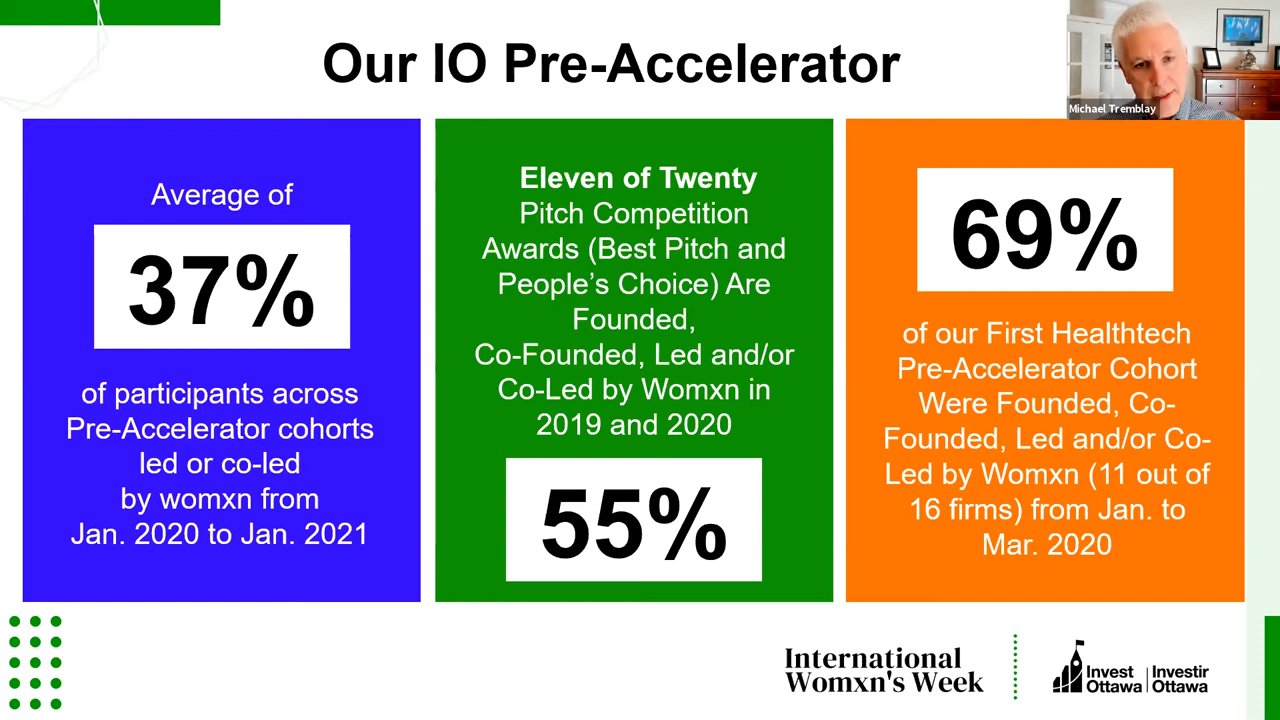 Our IO Pre-Accelerator
Michael Tremblay
Average of
37%
of participants across
Pre-Accelerator cohorts
led or co-led
by womxn from
Jan. 2020 to Jan. 2021
Eleven of Twenty
Pitch Competition
Awards (Best Pitch and
People’s Choice) Are
Founded,
Co-Founded, Led and/or
Co-Led by Womxn in
2019 and 2020
55%
69%
of our First Healthtech
Pre-Accelerator Cohort
Were Founded, Co-
Founded, Led and/or Co-
Led by Womxn (11 out of
16 firms) from Jan. to
Mar. 2020
International
Womxn's Week
Invest
Ottawa
Investir
Ottawa